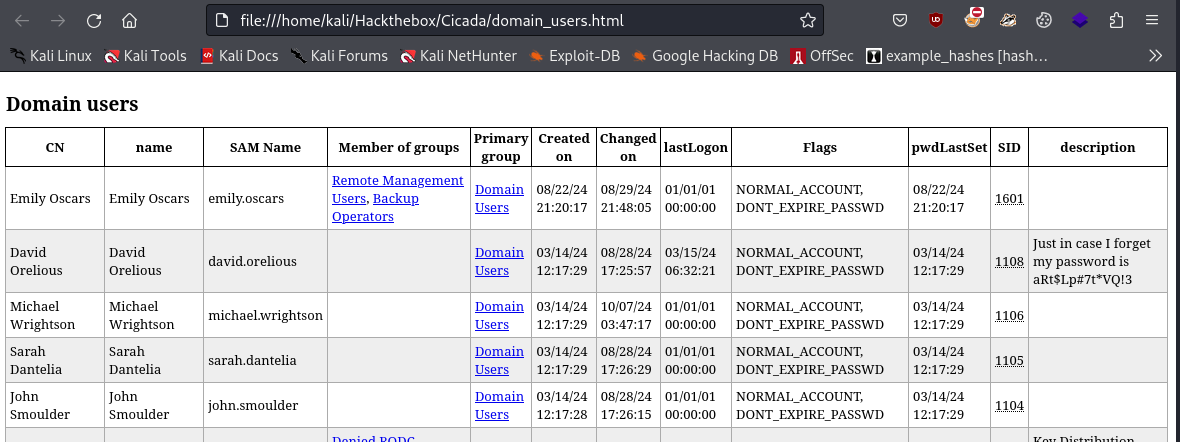 file:///home/kali/Hackthebox/Cicada/domain_users.html
Kali Linux Kali Tools Kali Docs Kali Forums Kali NetHunter Exploit-DB Google Hacking DB OffSec example_hashes [hash…
Domain users
CN name SAM Name Member of groups Primary group Created on Changed on lastLogon Flags pwdLastSet SID description
Emily Oscars Emily Oscars emily.oscars Remote Management Users, Backup Operators Domain Users 08/22/24 21:20:17 08/29/24 21:48:05 01/01/01 00:00:00 NORMAL_ACCOUNT, DONT_EXPIRE_PASSWD 08/22/24 21:20:17 1601
David Orelious David Orelious david.orelious Domain Users 03/14/24 12:17:29 08/28/24 17:25:57 03/15/24 06:32:21 NORMAL_ACCOUNT, DONT_EXPIRE_PASSWD 03/14/24 12:17:29 1108 Just in case I forget my password is aRt$Lp#7t*VQ!3
Michael Wrightson Michael Wrightson michael.wrightson Domain Users 03/14/24 12:17:29 10/07/24 03:47:17 01/01/01 00:00:00 NORMAL_ACCOUNT, DONT_EXPIRE_PASSWD 03/14/24 12:17:29 1106
Sarah Dantelia Sarah Dantelia sarah.dantelia Domain Users 03/14/24 12:17:29 08/28/24 17:26:29 01/01/01 00:00:00 NORMAL_ACCOUNT, DONT_EXPIRE_PASSWD 03/14/24 12:17:29 1105
John Smoulder John Smoulder john.smoulder Domain Users 03/14/24 12:17:28 08/28/24 17:26:15 01/01/01 00:00:00 NORMAL_ACCOUNT, DONT_EXPIRE_PASSWD 03/14/24 12:17:29 1104
Denied RODC Key Distribution